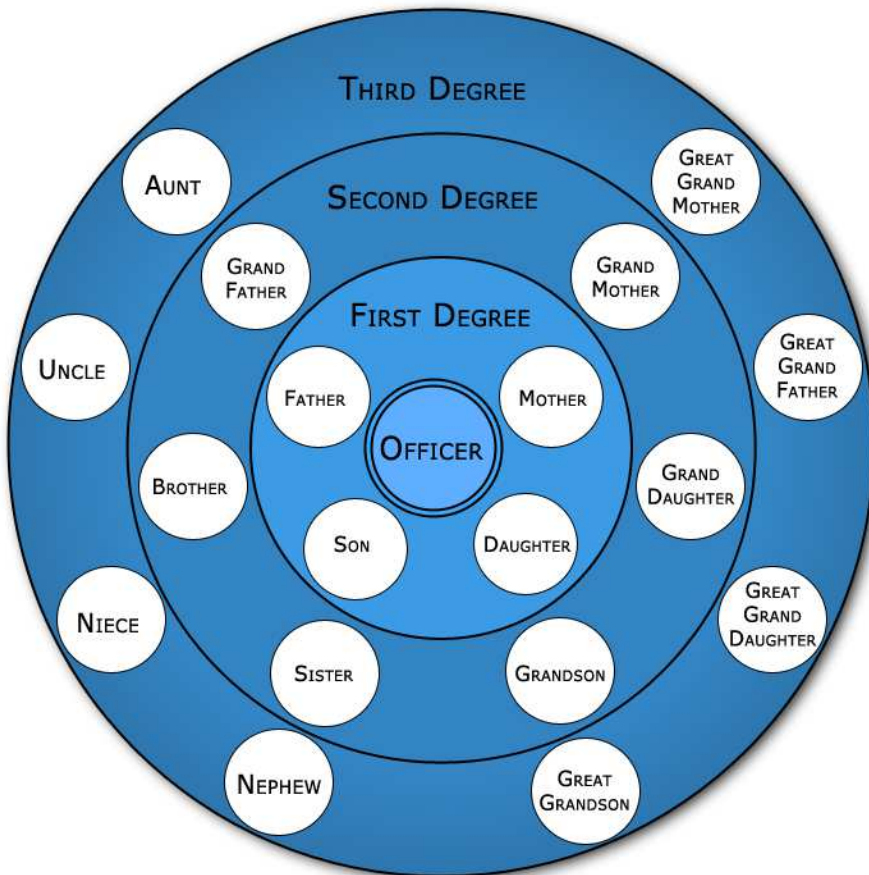 THIRD DEGREE
AUNT
GREAT
GRAND
MOTHER
SECOND DEGREE
GRAND
FATHER
GRAND
MOTHER
FIRST DEGREE
UNCLE
GREAT
GRAND
FATHER
FATHER
MOTHER
OFFICER
BROTHER
GRAND
DAUGHTER
SON
DAUGHTER
NIECE
GREAT
GRAND
DAUGHTER
SISTER
GRANDSON
NEPHEW
GREAT
GRANDSON